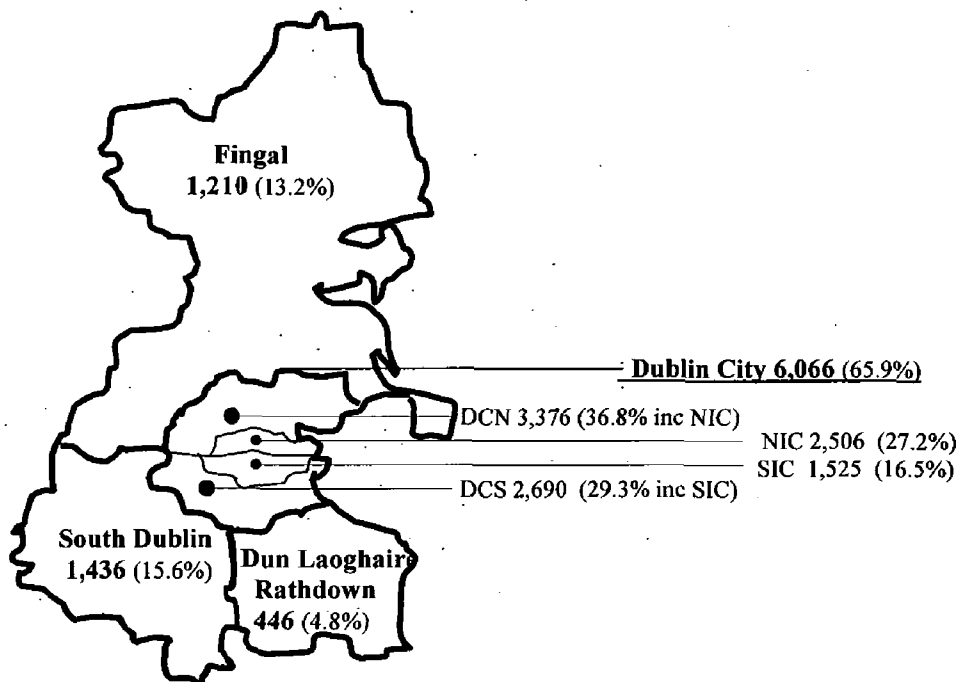 Fingal
1,210 (13.2%)
Dublin City 6,066 (65.9%)
DCN 3,376 (36.8% inc NIC)
NIC 2,506 (27.2%)
SIC 1,525 (16.5%)
DCS 2,690 (29.3% inc SIC)
South Dublin
1,436 (15.6%)
Dun Laoghaire
Rathdown
446 (4.8%)